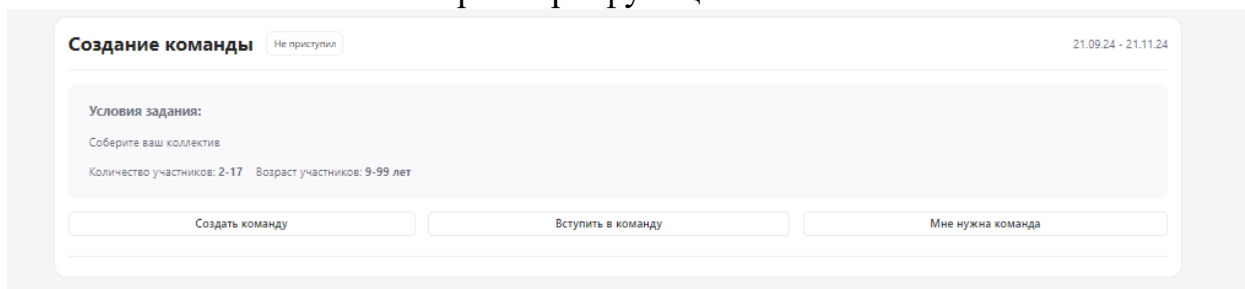 Создание команды Не приступил 21.09.24 - 21.11.24
Условия задания:
Соберите ваш коллектив
Количество участников: 2-17 Возраст участников: 9-99 лет
Создать команду Вступить в команду Мне нужна команда